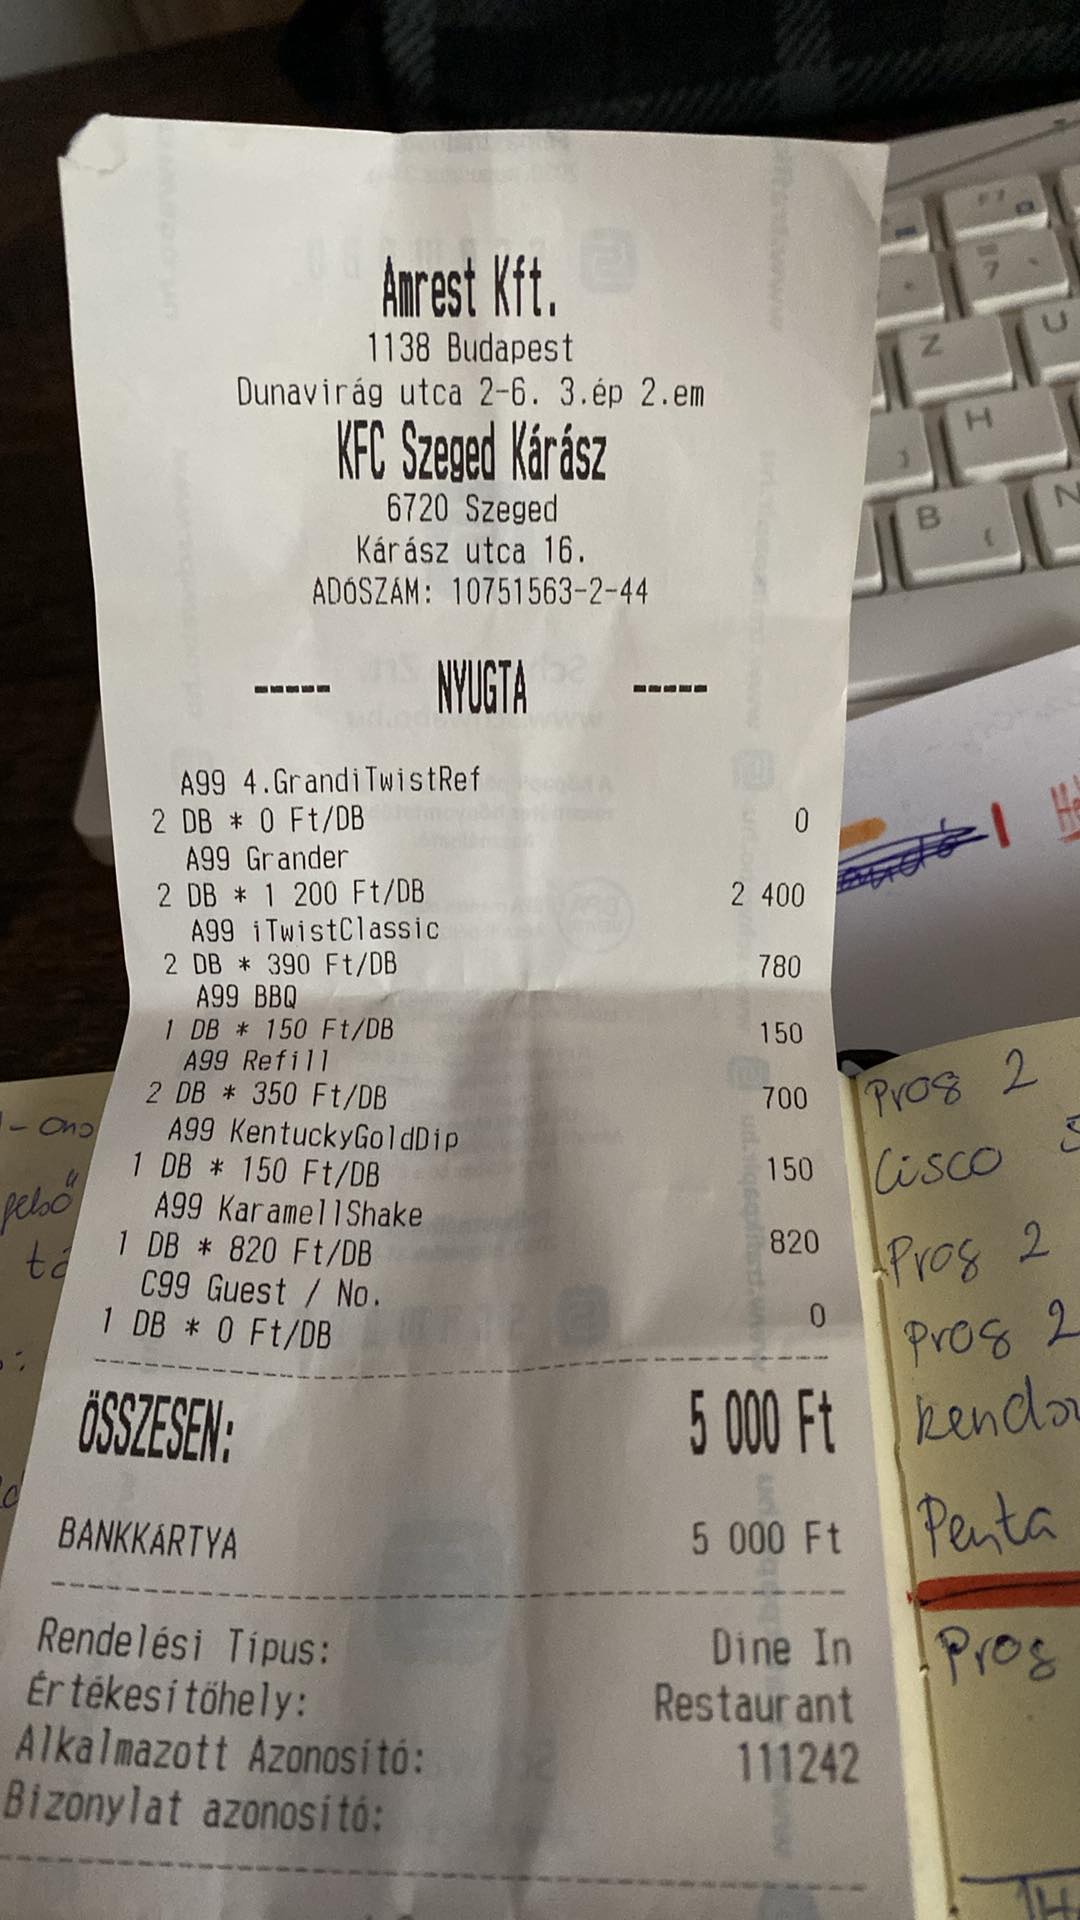 Amrest Kft.
1138 Budapest
Dunavirág utca 2-6. 3.ép 2.em
KFC Szeged Kárász
6720 Szeged
Kárász utca 16.
ADÓSZÁM: 10751563-2-44
----- NYUGTA -----
A99 4.GrandiTwistRef
2 DB * 0 Ft/DB 0
A99 Grander
2 DB * 1 200 Ft/DB 2 400
A99 iTwistClassic
2 DB * 390 Ft/DB 780
A99 BBQ
1 DB * 150 Ft/DB 150
A99 Refill
2 DB * 350 Ft/DB 700
A99 KentuckyGoldDip
1 DB * 150 Ft/DB 150
A99 KaramellShake
1 DB * 820 Ft/DB 820
C99 Guest / No.
1 DB * 0 Ft/DB 0
ÖSSZESEN: 5 000 Ft
BANKKÁRTYA 5 000 Ft
Rendelési Típus: Dine In
Értékesítőhely: Restaurant
Alkalmazott Azonosító: 111242
Bizonylat azonosító:
F7
7
Z
U
H
B
N
Prog 2
Cisco
Prog 2
Prog 2
Penta
Prog
felső